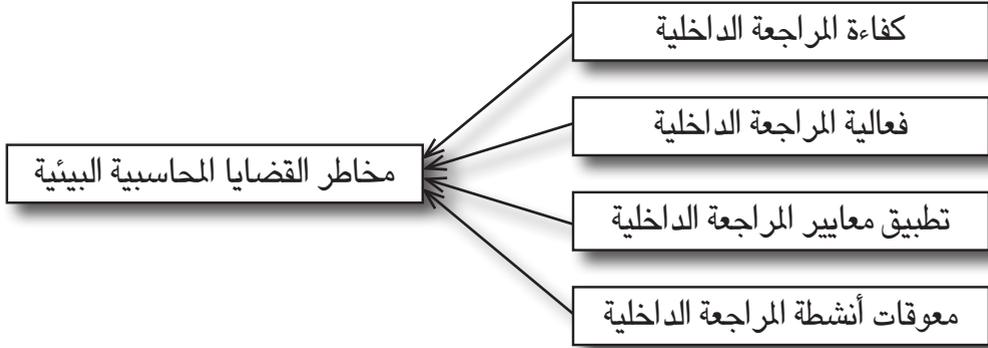 كفاءة المراجعة الداخلية
فعالية المراجعة الداخلية
مخاطر القضايا المحاسبية البيئية
تطبيق معايير المراجعة الداخلية
معوقات أنشطة المراجعة الداخلية